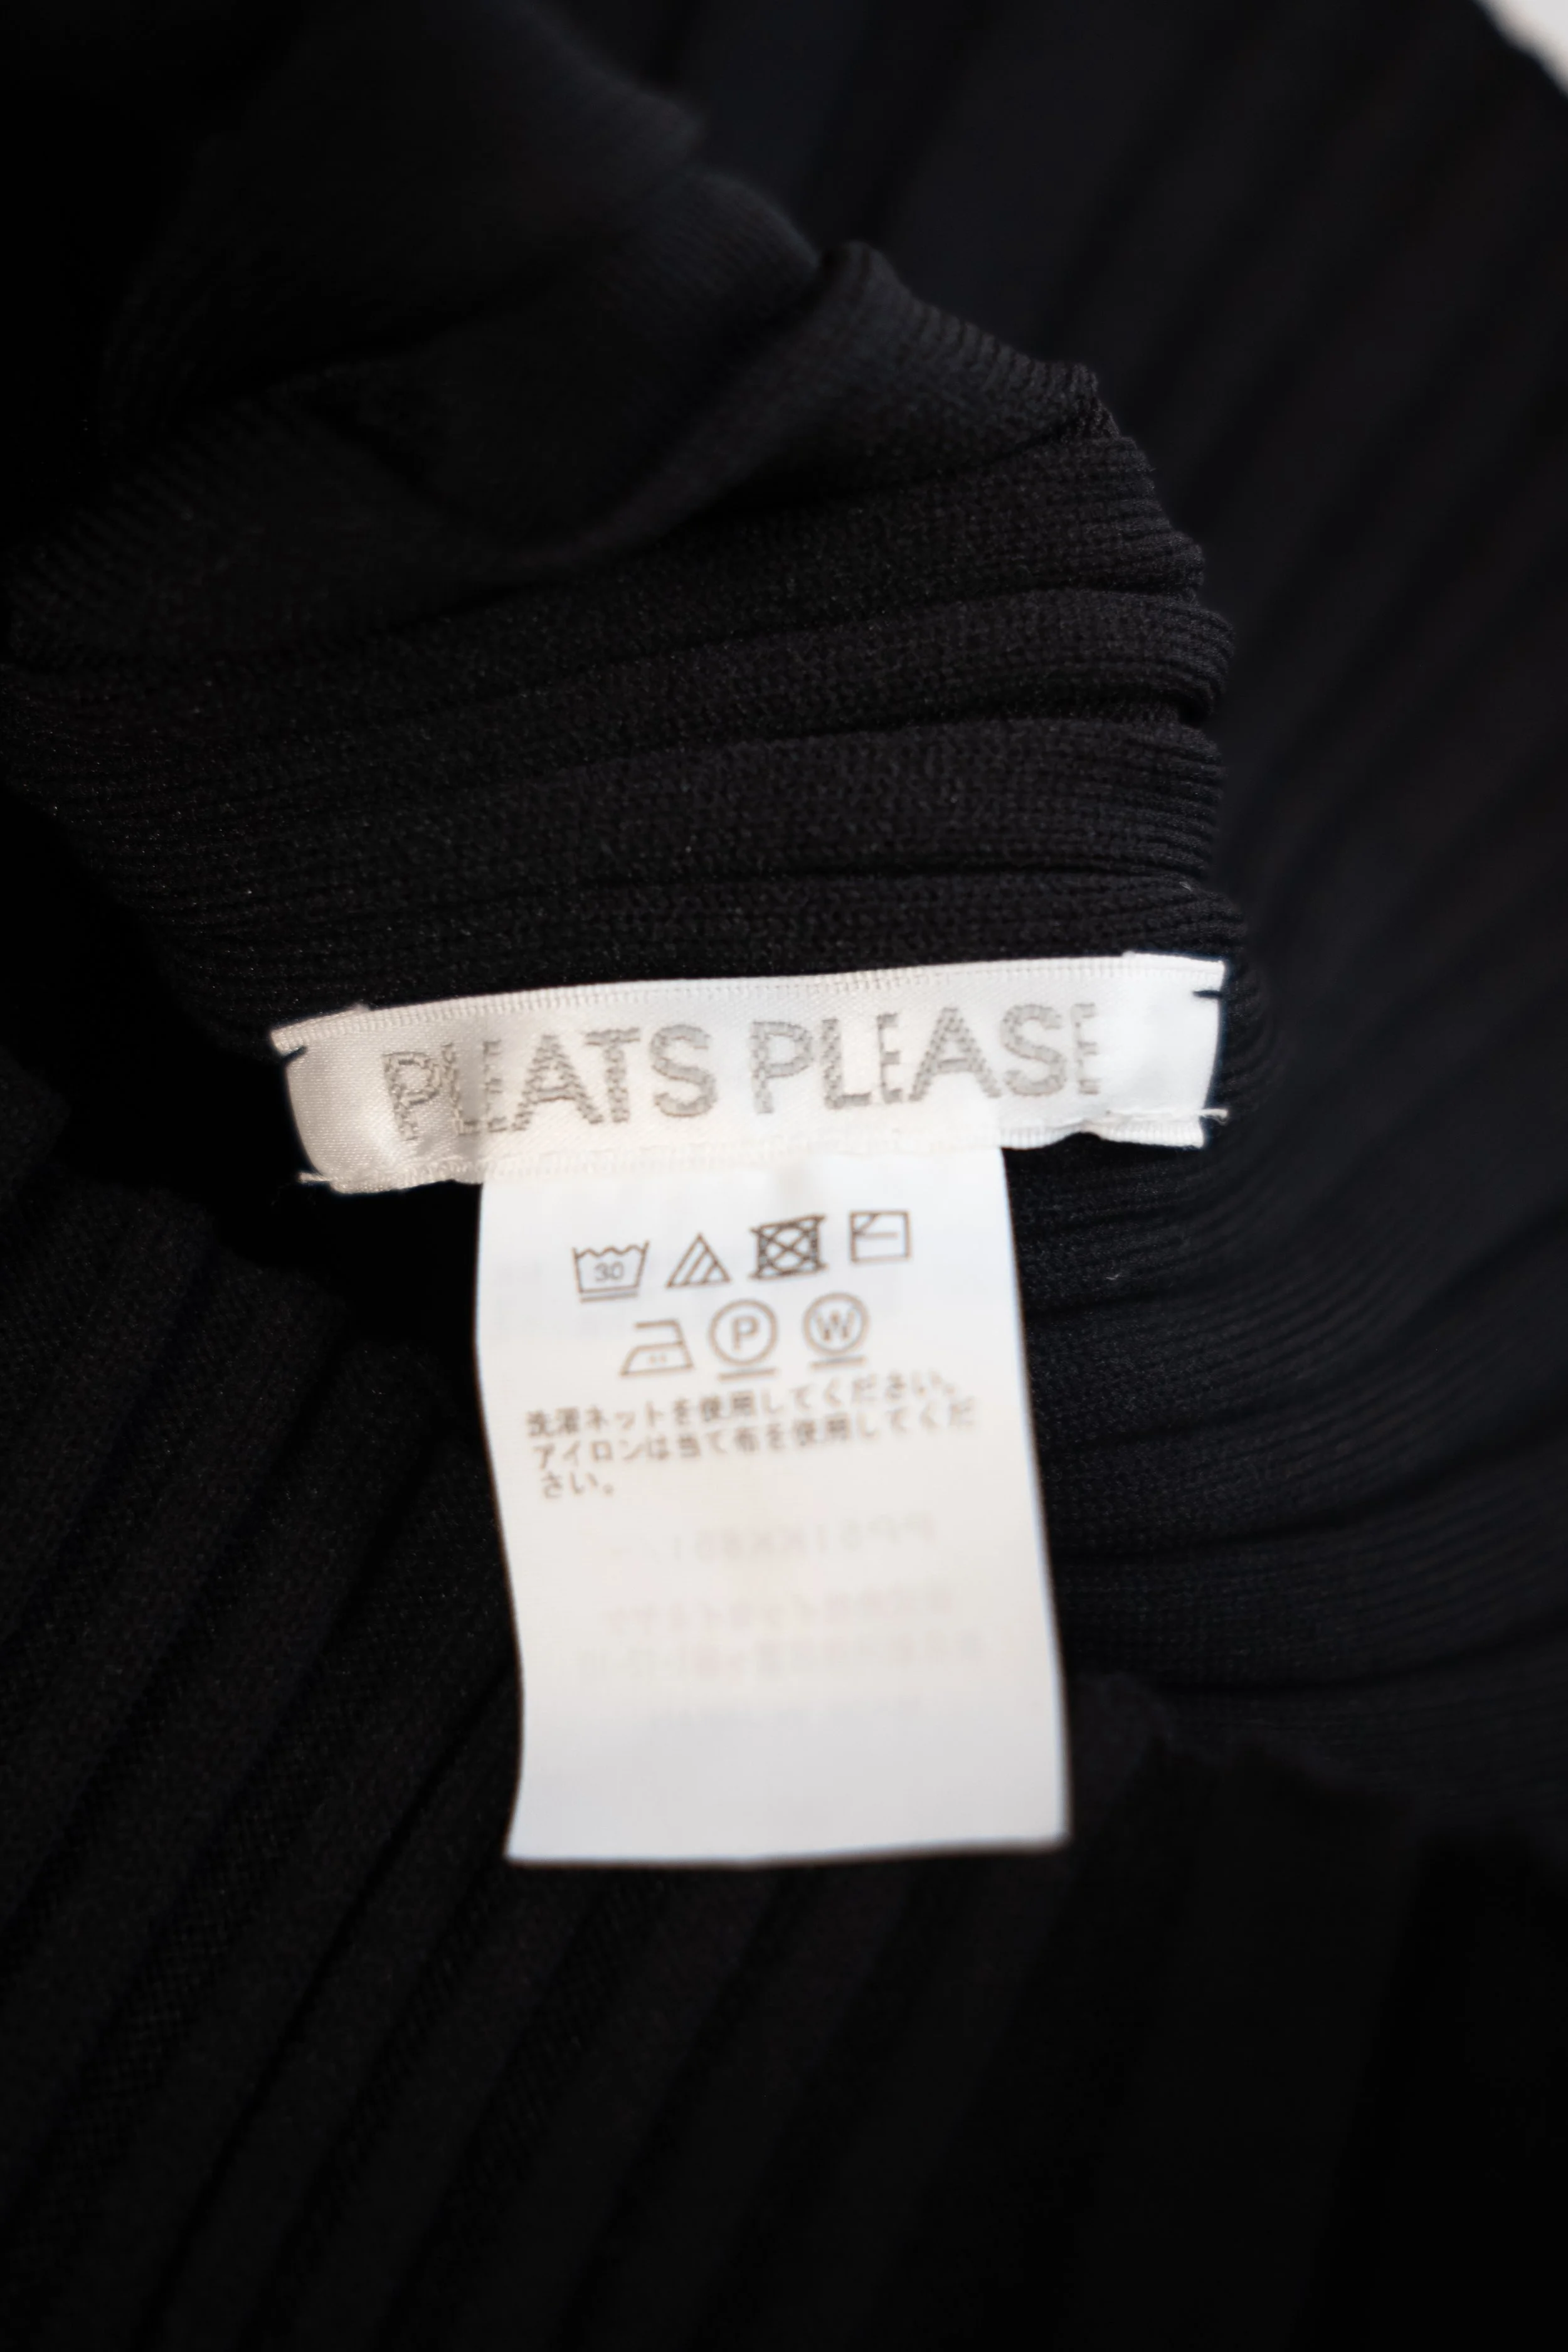 PLEATS PLEASE
30
P W
洗濯ネットを使用してください。
アイロンは当て布を使用してくだ
さい。